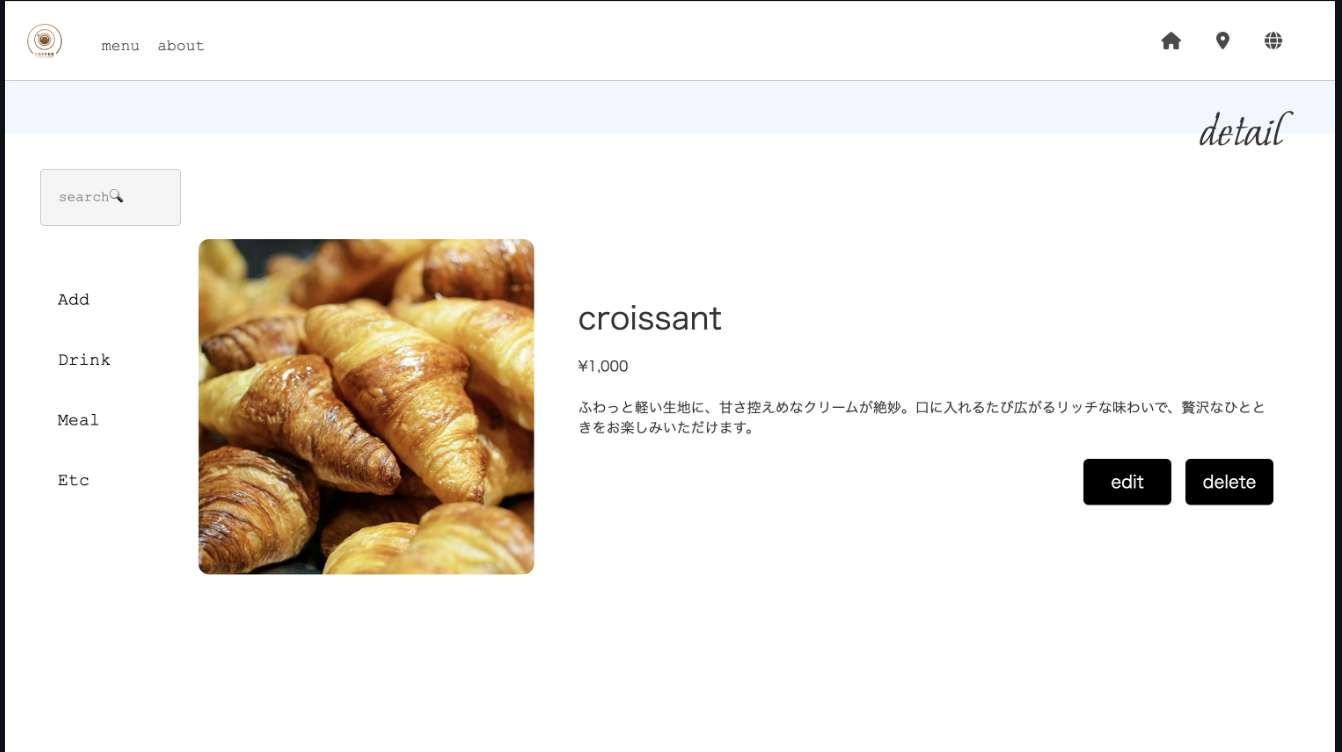 menu about
detail
search🔍
Add
Drink
Meal
Etc
croissant
¥1,000
ふわっと軽い生地に、甘さ控えめなクリームが絶妙。口に入れるたび広がるリッチな味わいで、贅沢なひとと
きをお楽しみいただけます。
edit delete